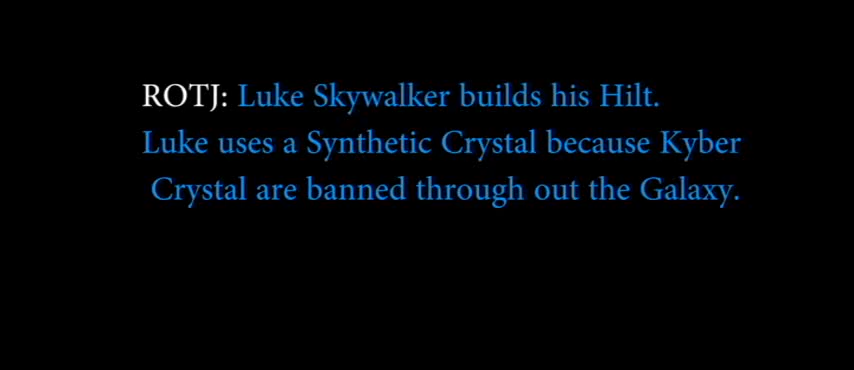 ROTJ: Luke Skywalker builds his Hilt.
Luke uses a Synthetic Crystal because Kyber
Crystal are banned through out the Galaxy.